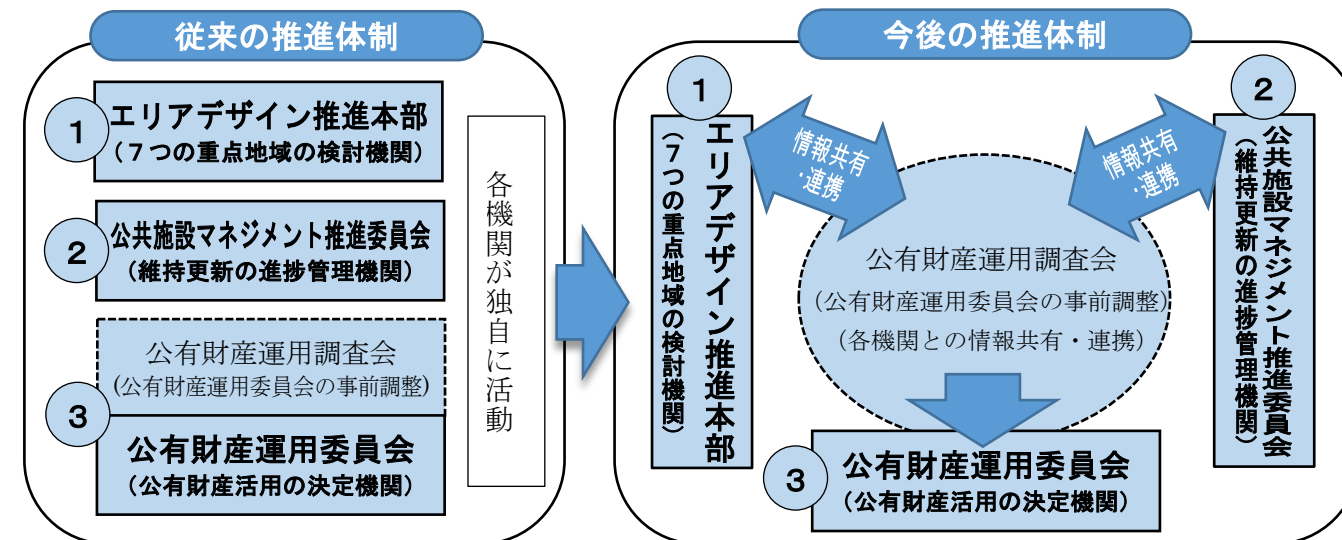 従来の推進体制
1
エリアデザイン推進本部
(7つの重点地域の検討機関)
2
公共施設マネジメント推進委員会
(維持更新の進捗管理機関)
公有財産運用調査会
(公有財産運用委員会の事前調整)
3
公有財産運用委員会
(公有財産活用の決定機関)
各機関が独自に活動
今後の推進体制
1
エリアデザイン推進本部
(7つの重点地域の検討機関)
情報共有
・連携
情報共有
・連携
2
公共施設マネジメント推進委員会
(維持更新の進捗管理機関)
公有財産運用調査会
(公有財産運用委員会の事前調整)
(各機関との情報共有・連携)
3
公有財産運用委員会
(公有財産活用の決定機関)